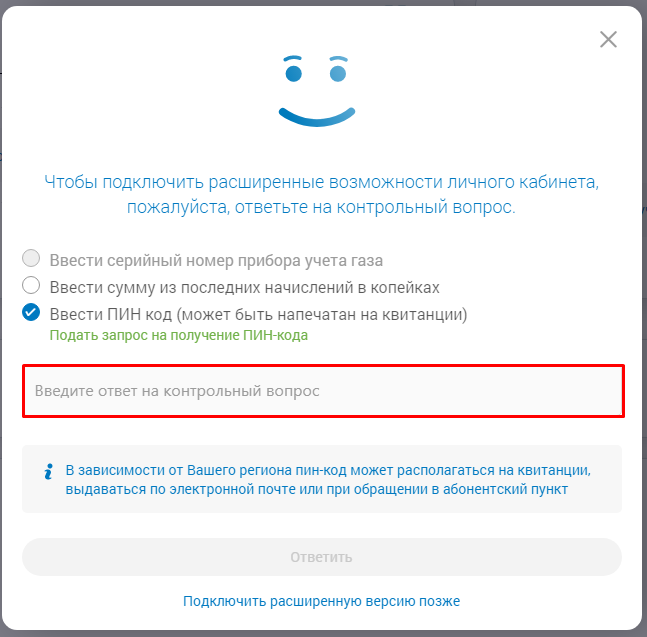 Чтобы подключить расширенные возможности личного кабинета,
пожалуйста, ответьте на контрольный вопрос.
Ввести серийный номер прибора учета газа
Ввести сумму из последних начислений в копейках
Ввести ПИН код (может быть напечатан на квитанции)
Подать запрос на получение ПИН-кода
Введите ответ на контрольный вопрос
В зависимости от Вашего региона пин-код может располагаться на квитанции,
выдаваться по электронной почте или при обращении в абонентский пункт
Ответить
Подключить расширенную версию позже